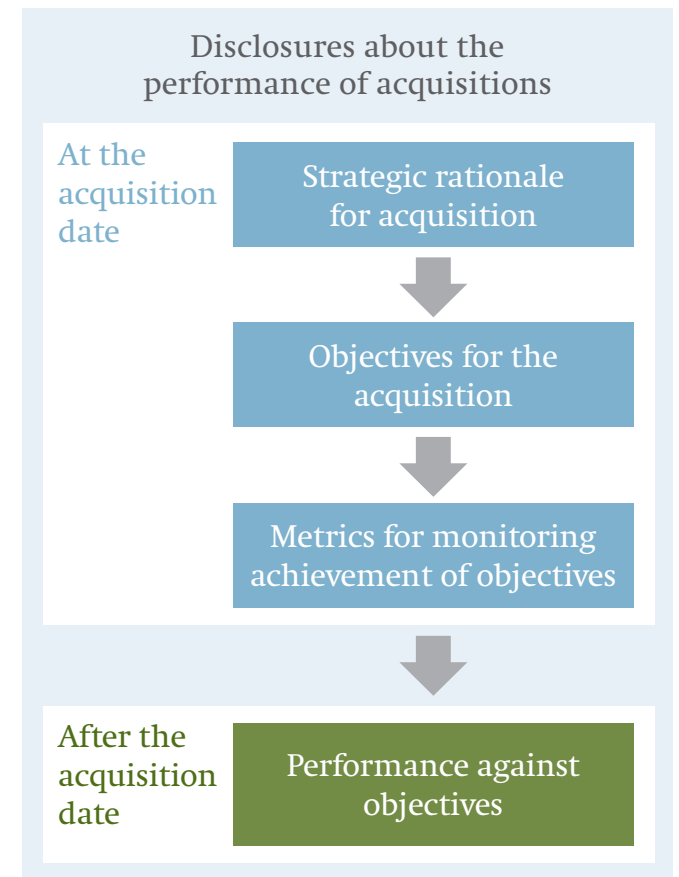 Disclosures about the
performance of acquisitions
At the
acquisition
date
Strategic rationale
for acquisition
Objectives for the
acquisition
Metrics for monitoring
achievement of objectives
After the
acquisition
date
Performance against
objectives